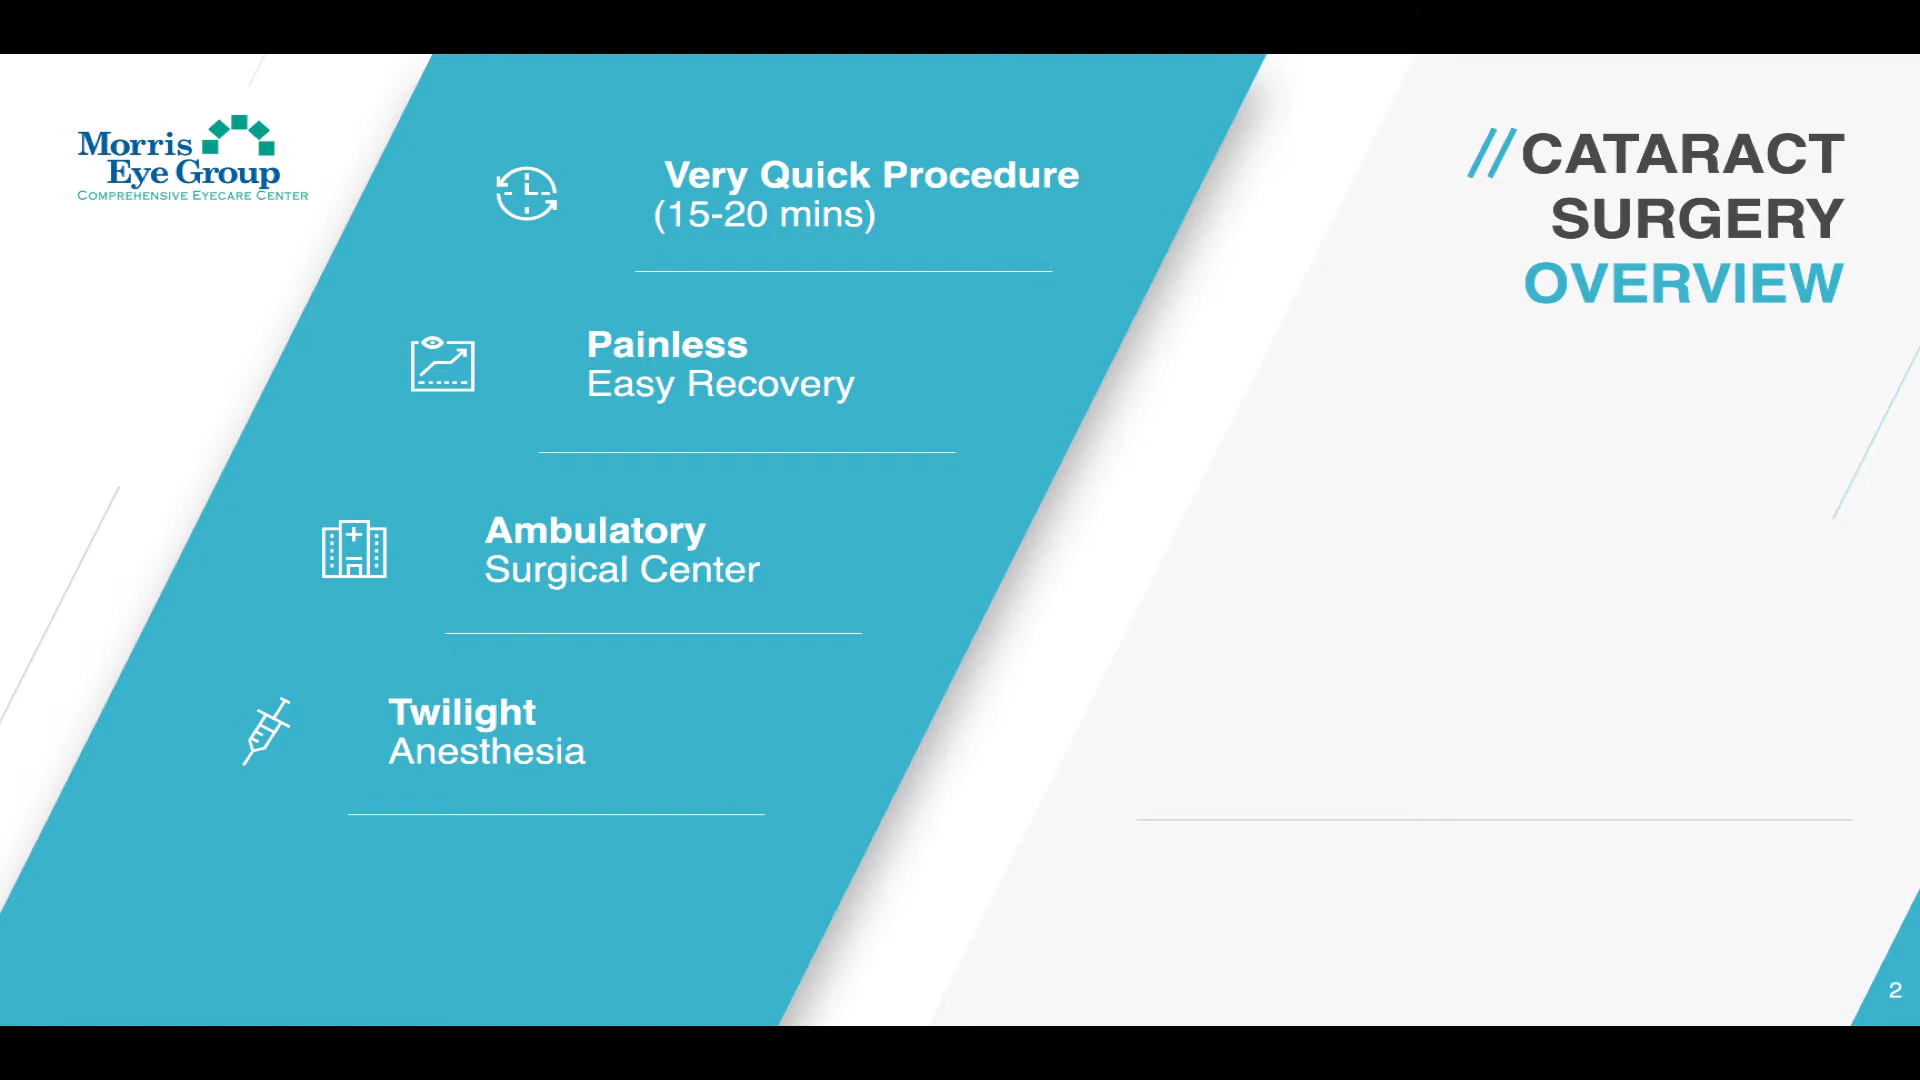 Morris
Eye Group
COMPREHENSIVE EYECARE CENTER
//CATARACT
SURGERY
OVERVIEW
Very Quick Procedure
(15-20 mins)
Painless
Easy Recovery
Ambulatory
Surgical Center
Twilight
Anesthesia
2